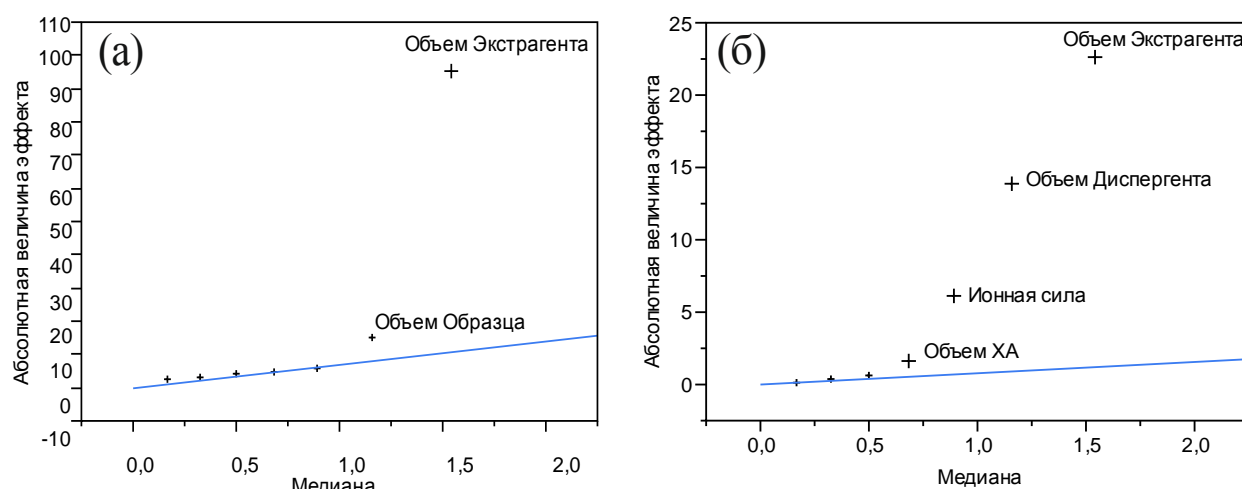 (а)
Абсолютная величина эффекта
110
100
90
80
70
60
50
40
30
20
10
0
-10
Объем Экстрагента
Объем Образца
0,0 0,5 1,0 1,5 2,0
Медиана
(б)
Абсолютная величина эффекта
25
20
15
10
5
0
Объем Экстрагента
Объем Диспергента
Ионная сила
Объем ХА
0,0 0,5 1,0 1,5 2,0
Медиана